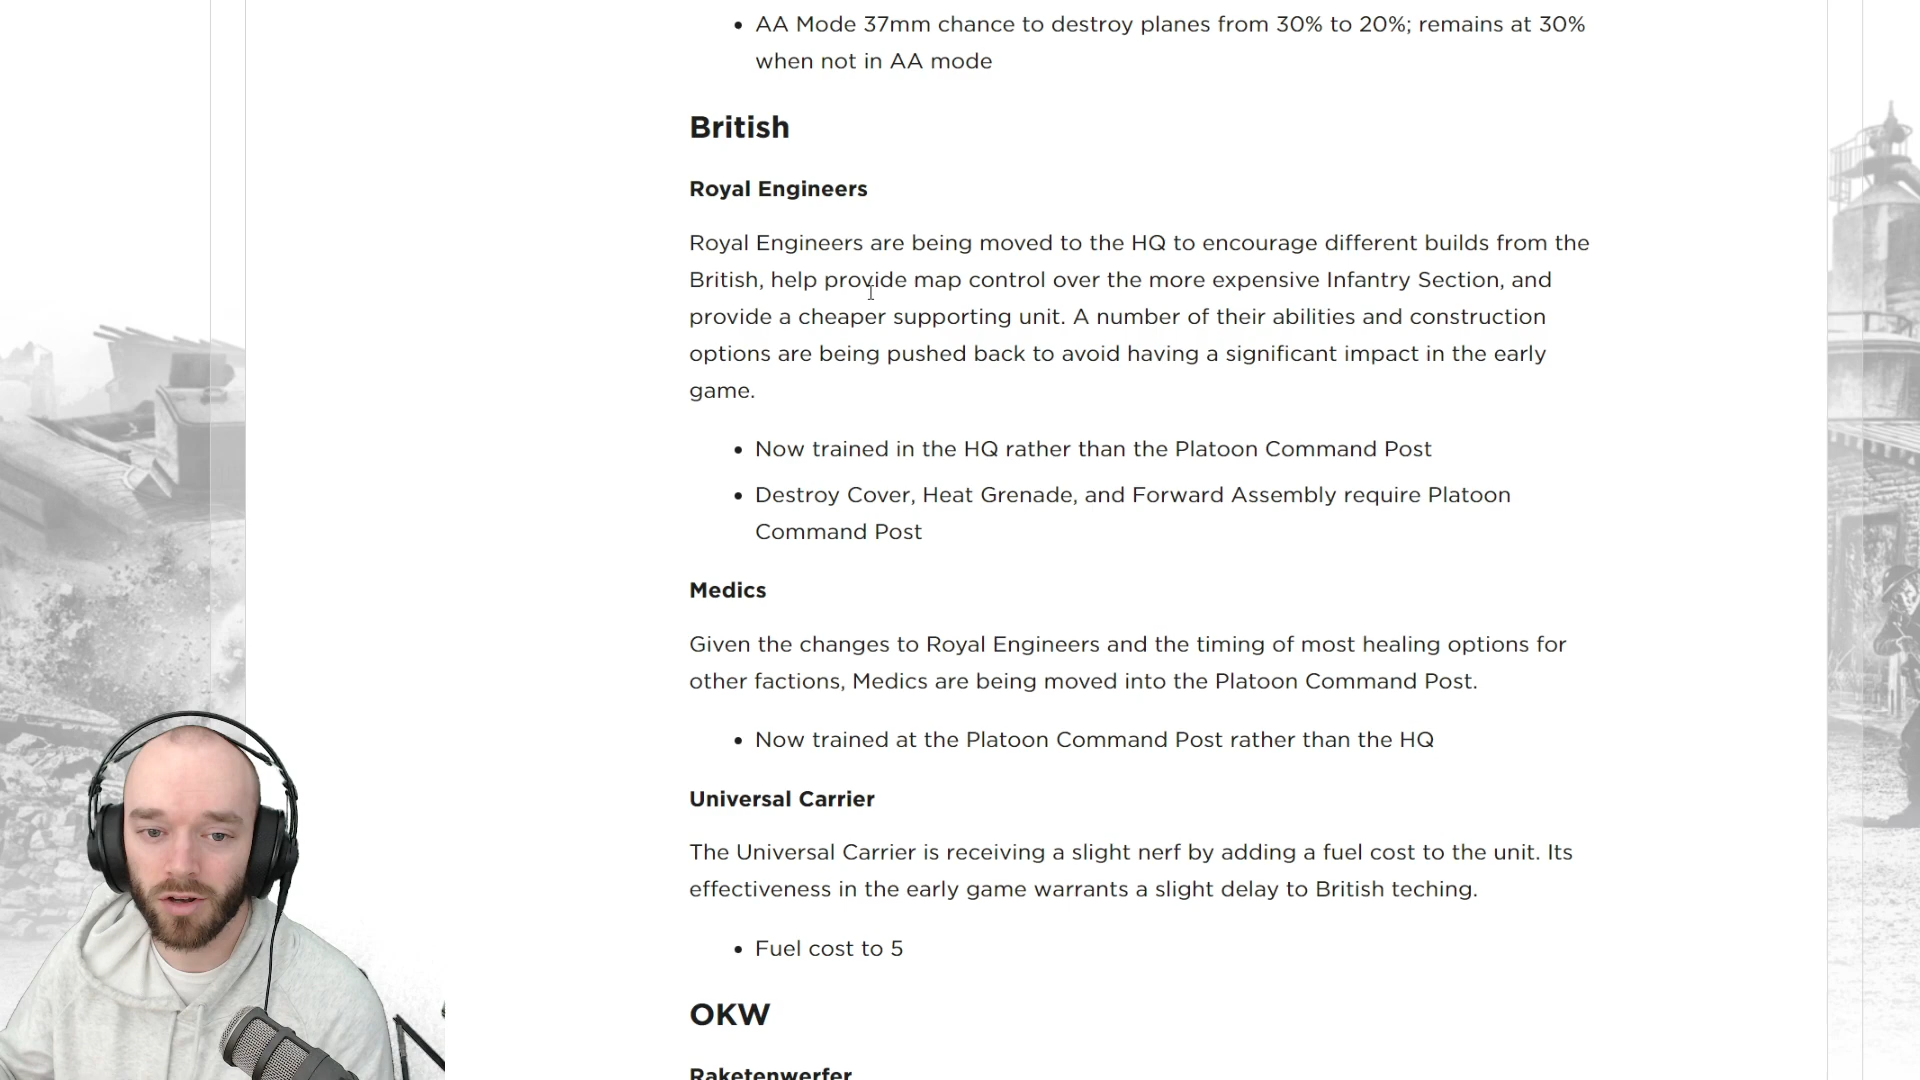 • AA Mode 37mm chance to destroy planes from 30% to 20%; remains at 30%
when not in AA mode
British
Royal Engineers
Royal Engineers are being moved to the HQ to encourage different builds from the
British, help provide map control over the more expensive Infantry Section, and
provide a cheaper supporting unit. A number of their abilities and construction
options are being pushed back to avoid having a significant impact in the early
game.
• Now trained in the HQ rather than the Platoon Command Post
• Destroy Cover, Heat Grenade, and Forward Assembly require Platoon
Command Post
Medics
Given the changes to Royal Engineers and the timing of most healing options for
other factions, Medics are being moved into the Platoon Command Post.
• Now trained at the Platoon Command Post rather than the HQ
Universal Carrier
The Universal Carrier is receiving a slight nerf by adding a fuel cost to the unit. Its
effectiveness in the early game warrants a slight delay to British teching.
• Fuel cost to 5
OKW
Raketenwerfer